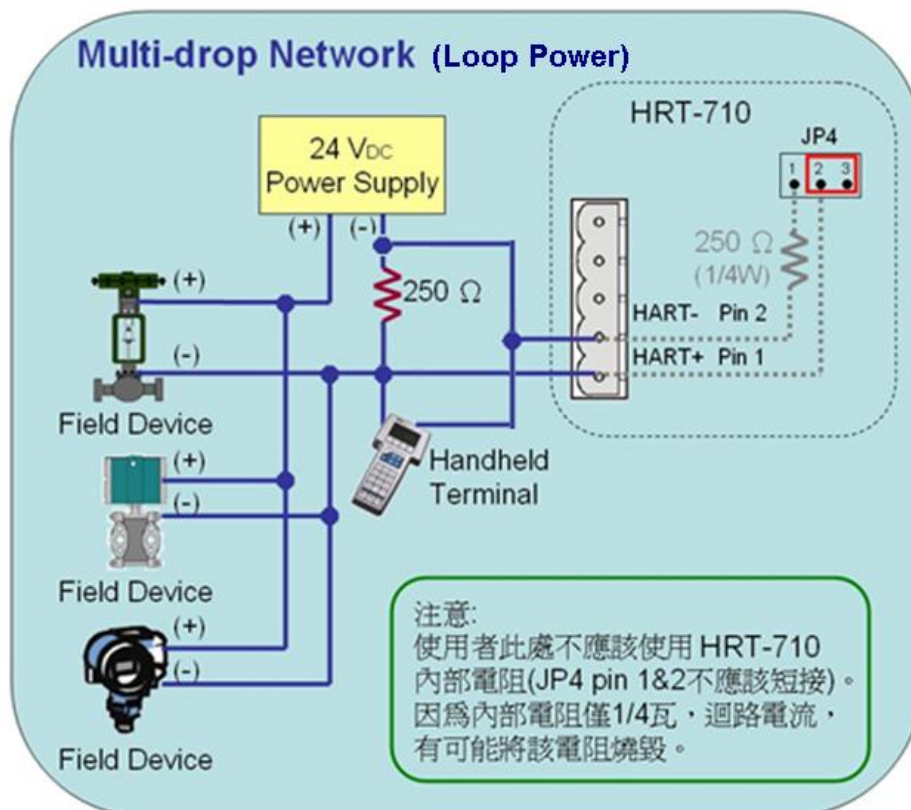 Multi-drop Network (Loop Power)
HRT-710
JP4
1 2 3
24 VDC
Power Supply
(+) (-)
250 Ω
(1/4W)
(+)
250 Ω
HART- Pin 2
(-)
HART+ Pin 1
Field Device
Handheld
Terminal
(+)
(-)
Field Device
(+)
(-)
Field Device
注意:
使用者此處不應該使用 HRT-710
內部電阻(JP4 pin 1&2不應該短接)。
因為內部電阻僅1/4瓦，迴路電流，
有可能將該電阻燒毀。